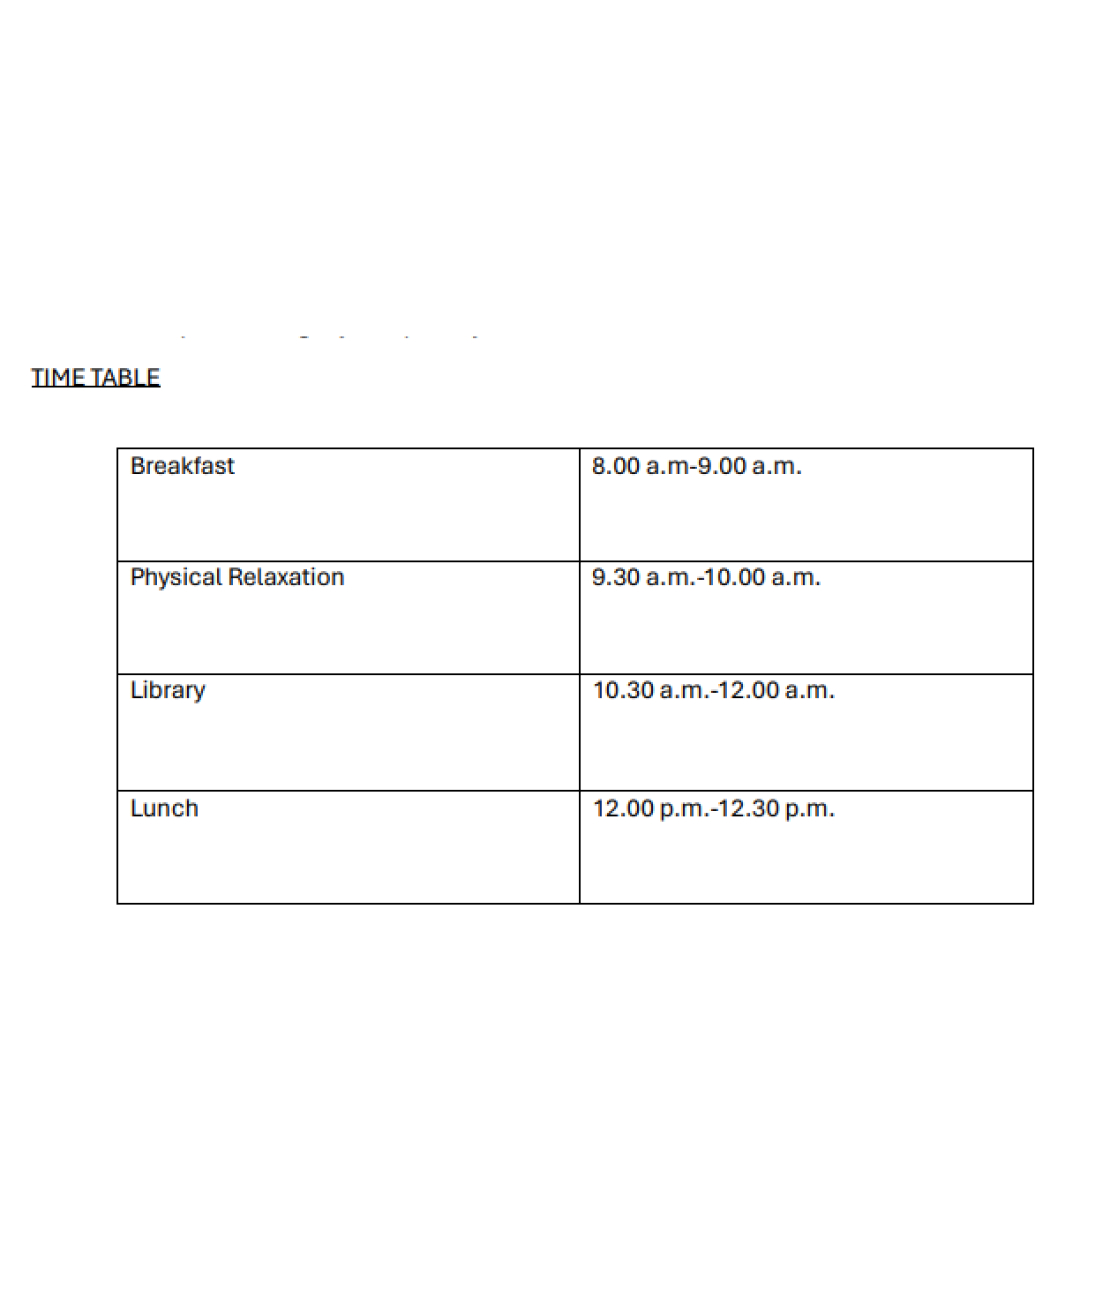 TIME TABLE
Breakfast 8.00 a.m-9.00 a.m.
Physical Relaxation 9.30 a.m.-10.00 a.m.
Library 10.30 a.m.-12.00 a.m.
Lunch 12.00 p.m.-12.30 p.m.